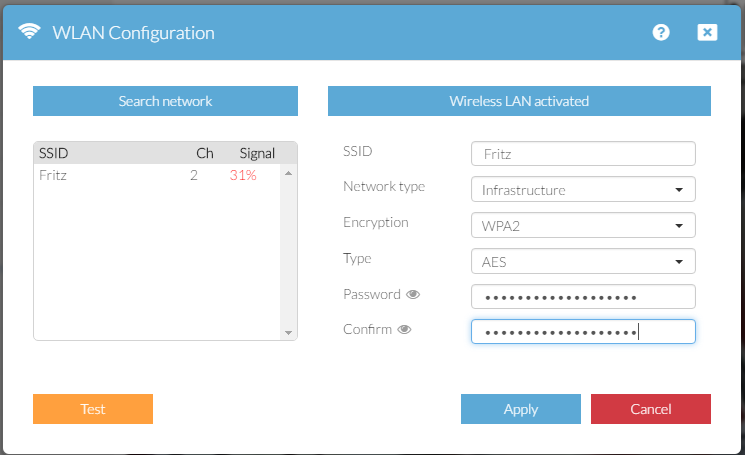 WLAN Configuration
Search network
Wireless LAN activated
SSID Ch Signal
Fritz 2 31%
SSID Fritz
Network type Infrastructure
Encryption WPA2
Type AES
Password •••••••••••••••••••
Confirm •••••••••••••••••••
Test
Apply
Cancel